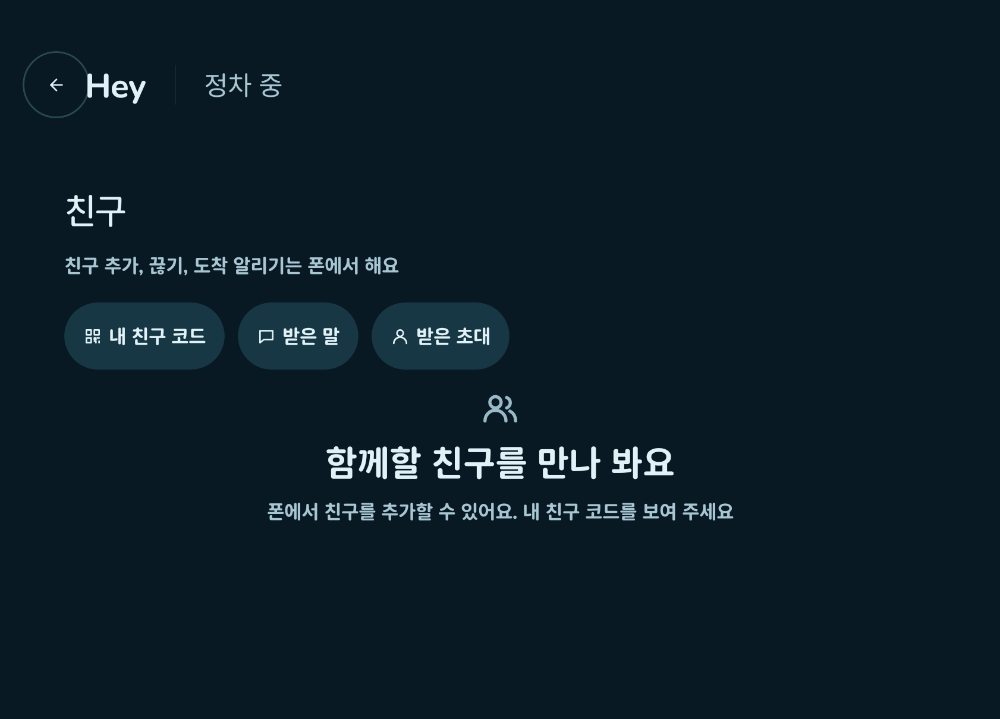 Hey 정차 중
친구
친구 추가, 끊기, 도착 알리기는 폰에서 해요
내 친구 코드 받은 말 받은 초대
함께할 친구를 만나 봐요
폰에서 친구를 추가할 수 있어요. 내 친구 코드를 보여 주세요